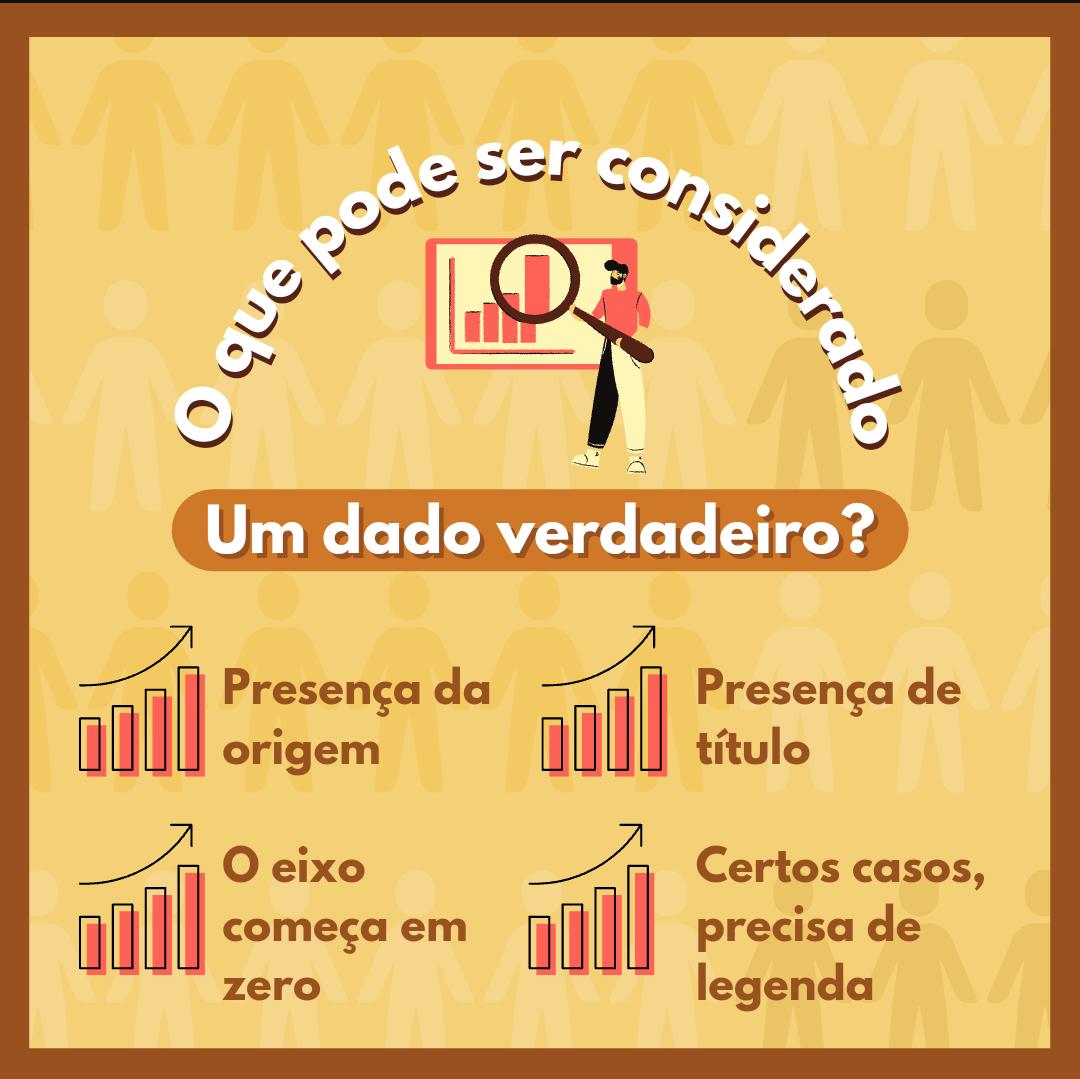 O que pode ser considerado
Um dado verdadeiro?
Presença da
origem
Presença de
título
O eixo
começa em
zero
Certos casos,
precisa de
legenda